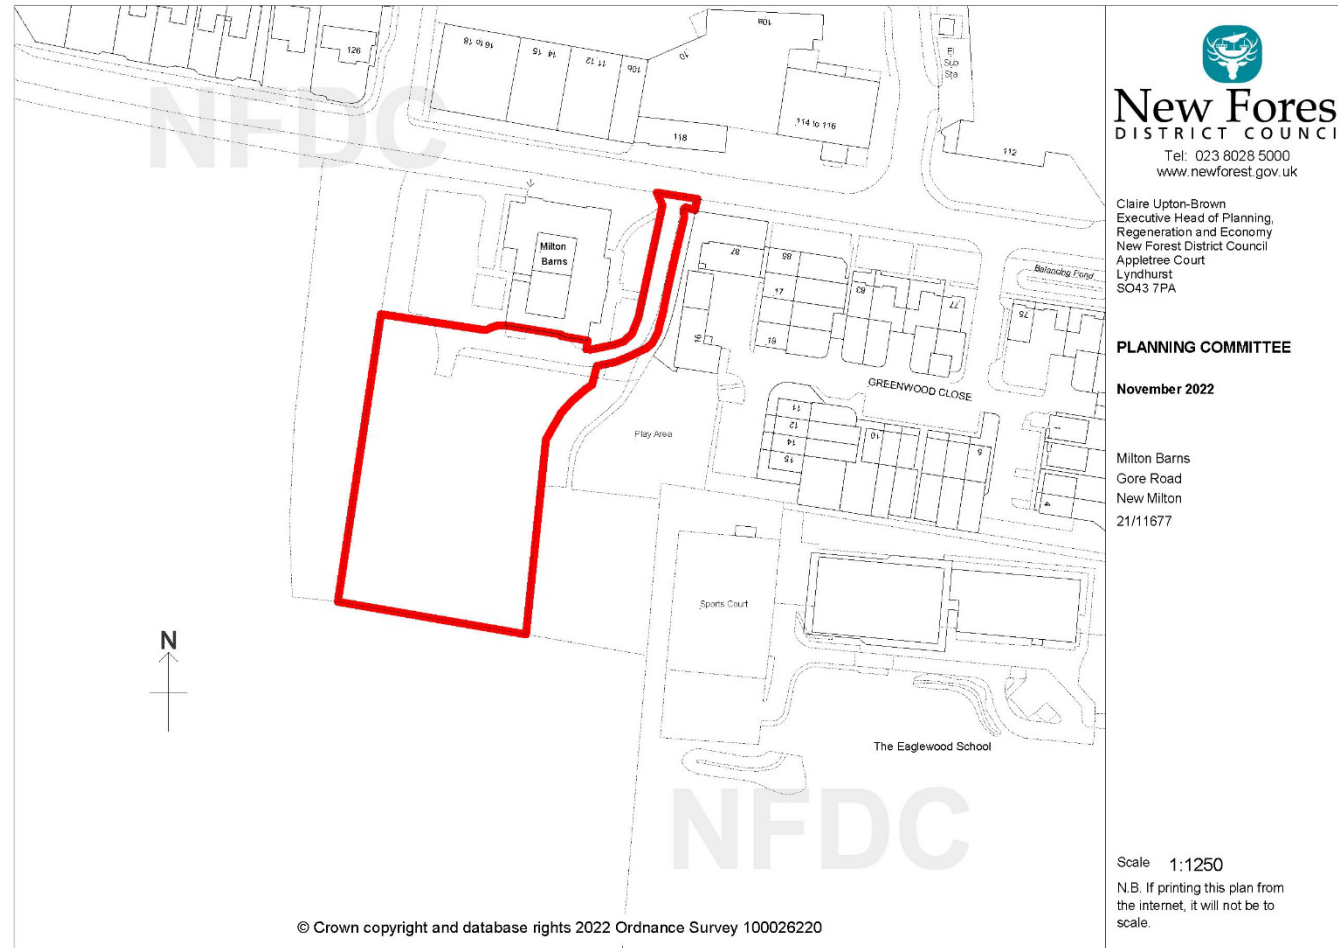 NFDC
126
16 to 18
14 15
11 12
10b
10
10a
118
114 to 116
El
Sub
Sta
112
Milton
Barns
87
85
17
83
77
19
16
75
Balancing Pond
GREENWOOD CLOSE
11
12
14
15
10
5
1
4
Play Area
Sports Court
The Eaglewood School
N
NFDC
© Crown copyright and database rights 2022 Ordnance Survey 100026220
New Fores
DISTRICT COUNCI
Tel: 023 8028 5000
www.newforest.gov.uk
Claire Upton-Brown
Executive Head of Planning,
Regeneration and Economy
New Forest District Council
Appletree Court
Lyndhurst
SO43 7PA
PLANNING COMMITTEE
November 2022
Milton Barns
Gore Road
New Milton
21/11677
Scale 1:1250
N.B. If printing this plan from
the internet, it will not be to
scale.